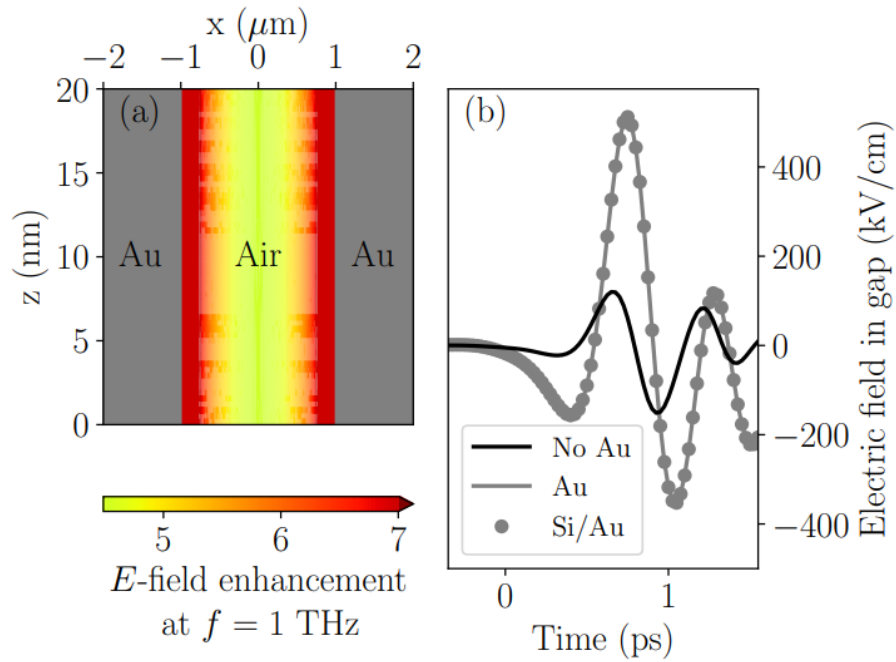 x (μm)
−2 −1 0 1 2
(a)
20
15
10
5
0
z (nm)
Au Air Au
5 6 7
E-field enhancement
at f = 1 THz
(b)
400
200
0
−200
−400
Electric field in gap (kV/cm)
No Au
Au
Si/Au
0 1
Time (ps)